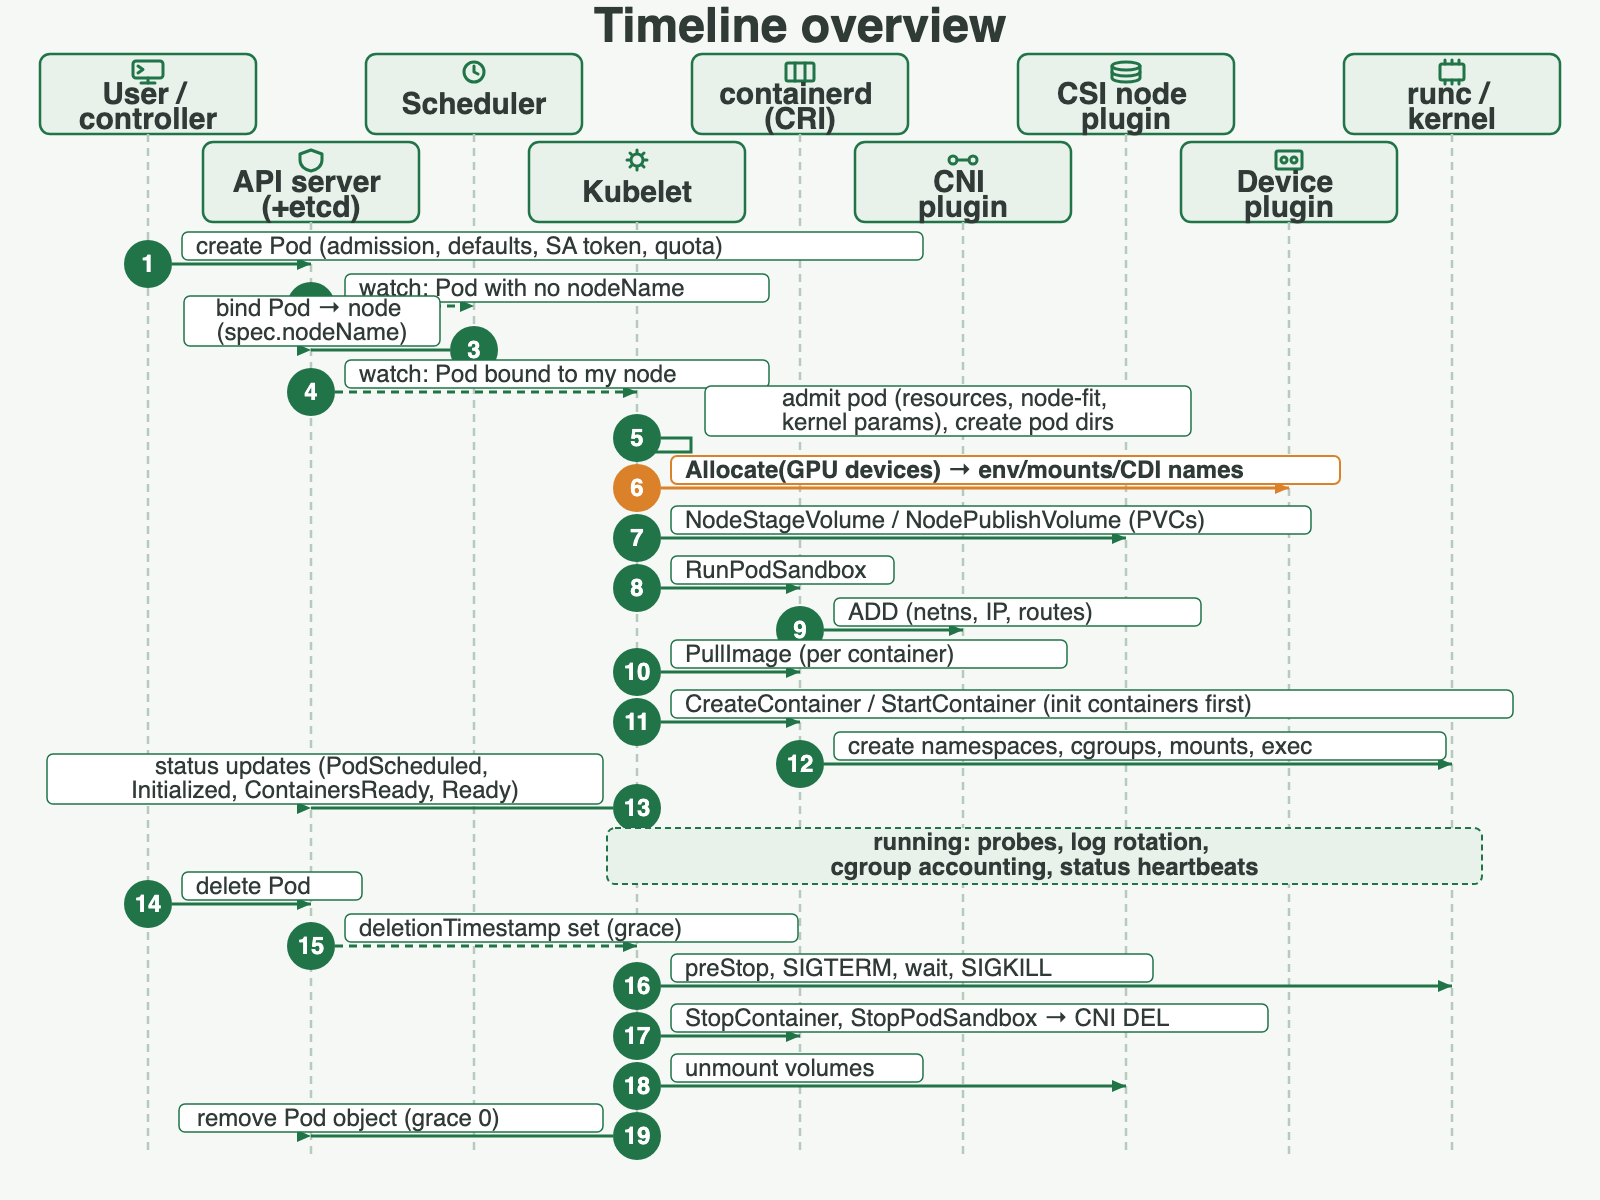 Timeline overview
User /
controller
Scheduler
containerd
(CRI)
CSI node
plugin
runc /
kernel
API server
(+etcd)
Kubelet
CNI
plugin
Device
plugin
1
create Pod (admission, defaults, SA token, quota)
watch: Pod with no nodeName
bind Pod → node
(spec.nodeName)
3
4
watch: Pod bound to my node
5
admit pod (resources, node-fit,
kernel params), create pod dirs
6
Allocate(GPU devices) → env/mounts/CDI names
7
NodeStageVolume / NodePublishVolume (PVCs)
8
RunPodSandbox
9
ADD (netns, IP, routes)
10
PullImage (per container)
11
CreateContainer / StartContainer (init containers first)
12
create namespaces, cgroups, mounts, exec
13
status updates (PodScheduled,
Initialized, ContainersReady, Ready)
running: probes, log rotation,
cgroup accounting, status heartbeats
14
delete Pod
15
deletionTimestamp set (grace)
16
preStop, SIGTERM, wait, SIGKILL
17
StopContainer, StopPodSandbox → CNI DEL
18
unmount volumes
19
remove Pod object (grace 0)